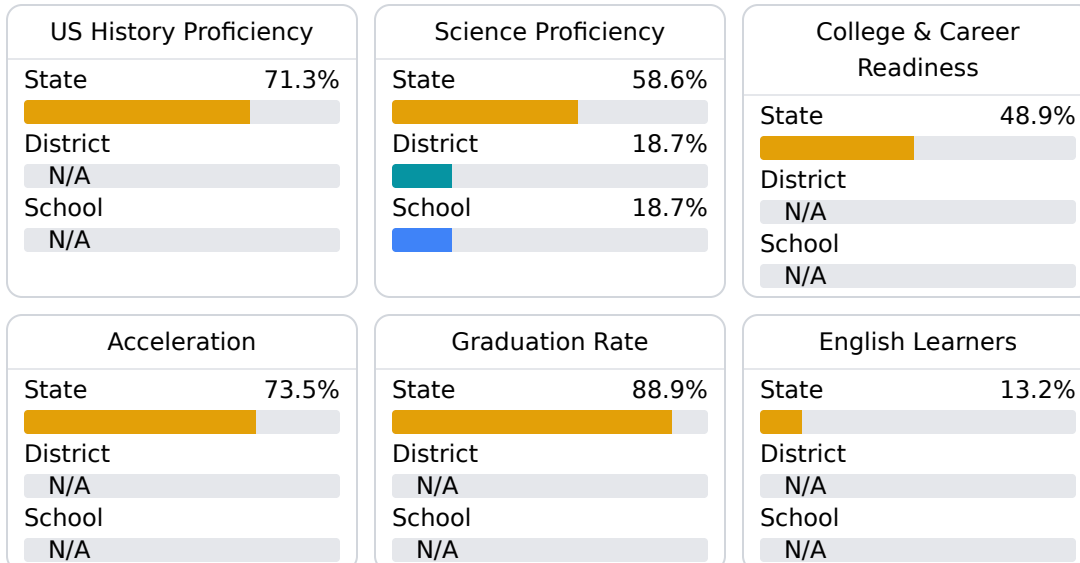 US History Proficiency
State 71.3%
District
N/A
School
N/A
Science Proficiency
State 58.6%
District 18.7%
School 18.7%
College & Career
Readiness
State 48.9%
District
N/A
School
N/A
Acceleration
State 73.5%
District
N/A
School
N/A
Graduation Rate
State 88.9%
District
N/A
School
N/A
English Learners
State 13.2%
District
N/A
School
N/A